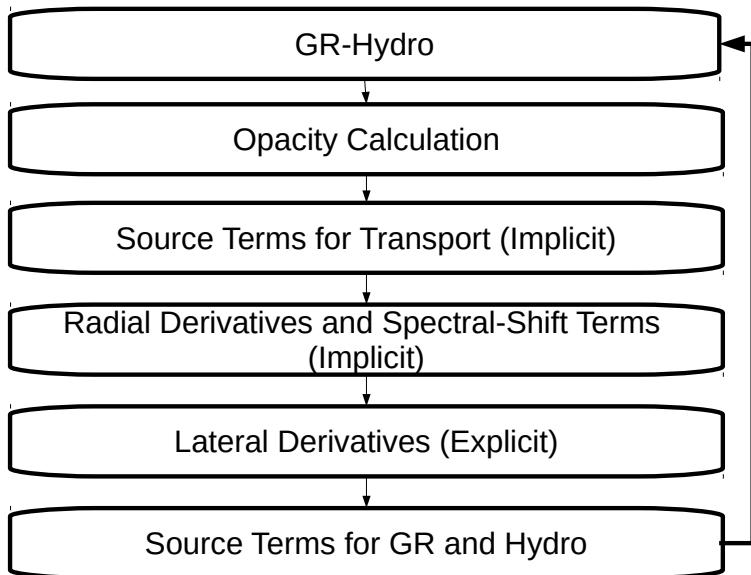 GR-Hydro
Opacity Calculation
Source Terms for Transport (Implicit)
Radial Derivatives and Spectral-Shift Terms
(Implicit)
Lateral Derivatives (Explicit)
Source Terms for GR and Hydro